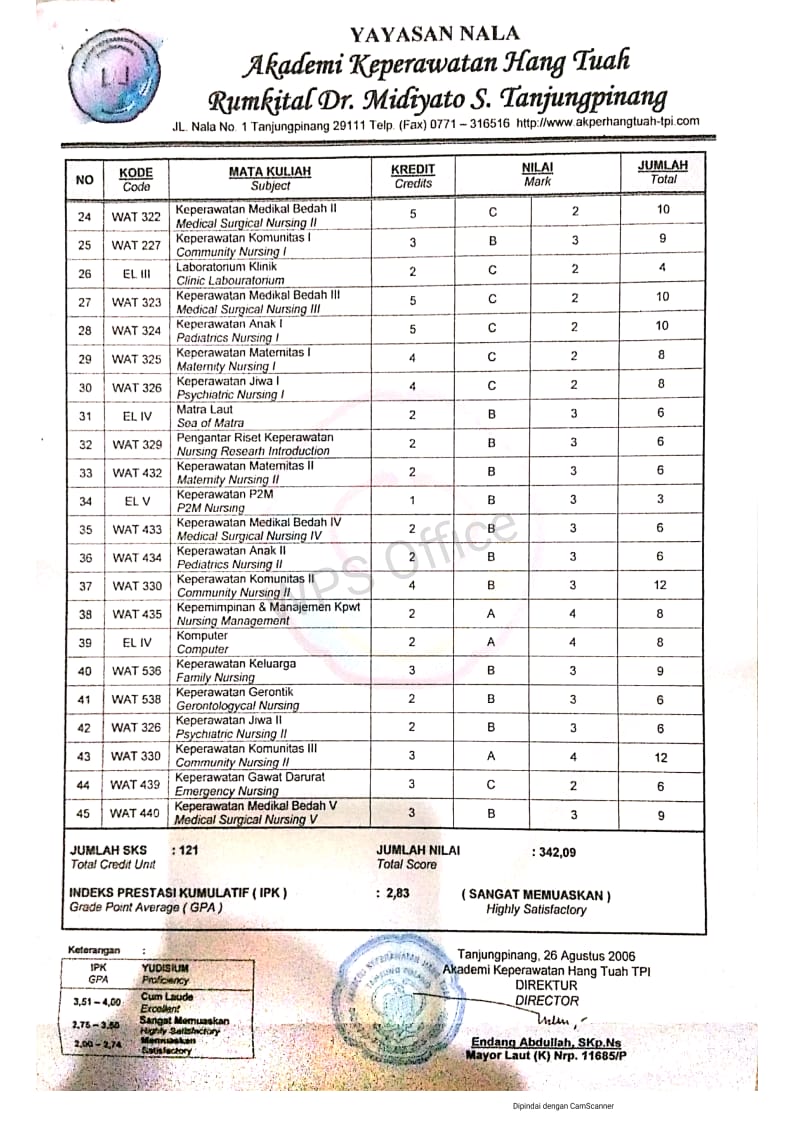 YAYASAN NALA
Akademi Keperawatan Hang Tuah
Rumkital Dr. Midiyato S. Tanjungpinang
JL. Nala No. 1 Tanjungpinang 29111 Telp. (Fax) 0771 – 316516 http://www.akperhangtuah-tpi.com
NO KODE MATA KULIAH KREDIT NILAI JUMLAH
Code Subject Credits Mark Total
24 WAT 322 Keperawatan Medikal Bedah II 5 C 2 10
Medical Surgical Nursing II
25 WAT 227 Keperawatan Komunitas I 3 B 3 9
Community Nursing I
26 EL III Laboratorium Klinik 2 C 2 4
Clinic Labouratorium
27 WAT 323 Keperawatan Medikal Bedah III 5 C 2 10
Medical Surgical Nursing III
28 WAT 324 Keperawatan Anak I 5 C 2 10
Padiatrics Nursing I
29 WAT 325 Keperawatan Maternitas I 4 C 2 8
Maternity Nursing I
30 WAT 326 Keperawatan Jiwa I 4 C 2 8
Psychiatric Nursing I
31 EL IV Matra Laut 2 B 3 6
Sea of Matra
32 WAT 329 Pengantar Riset Keperawatan 2 B 3 6
Nursing Researh Introduction
33 WAT 432 Keperawatan Maternitas II 2 B 3 6
Maternity Nursing II
34 EL V Keperawatan P2M 1 B 3 3
P2M Nursing
35 WAT 433 Keperawatan Medikal Bedah IV 2 B 3 6
Medical Surgical Nursing IV
36 WAT 434 Keperawatan Anak II 2 B 3 6
Pediatrics Nursing II
37 WAT 330 Keperawatan Komunitas II 4 B 3 12
Community Nursing II
38 WAT 435 Kepemimpinan & Manajemen Kpwt 2 A 4 8
Nursing Management
39 EL IV Komputer 2 A 4 8
Computer
40 WAT 536 Keperawatan Keluarga 3 B 3 9
Family Nursing
41 WAT 538 Keperawatan Gerontik 2 B 3 6
Gerontologycal Nursing
42 WAT 326 Keperawatan Jiwa II 2 B 3 6
Psychiatric Nursing II
43 WAT 330 Keperawatan Komunitas III 3 A 4 12
Community Nursing II
44 WAT 439 Keperawatan Gawat Darurat 3 C 2 6
Emergency Nursing
45 WAT 440 Keperawatan Medikal Bedah V 3 B 3 9
Medical Surgical Nursing V
WPS Office
JUMLAH SKS : 121 JUMLAH NILAI : 342,09
Total Credit Unit Total Score
INDEKS PRESTASI KUMULATIF ( IPK ) : 2,83 ( SANGAT MEMUASKAN )
Grade Point Average ( GPA ) Highly Satisfactory
Keterangan :
IPK YUDISIUM
GPA Proficiency
3,51 – 4,00 Cum Laude
Excellent
2,75 – 3,50 Sangat Memuaskan
Highly Satisfactory
2,00 – 2,74 Memuaskan
Satisfactory
Tanjungpinang, 26 Agustus 2006
Akademi Keperawatan Hang Tuah TPI
DIREKTUR
DIRECTOR
Endang Abdullah, SKp.Ns
Mayor Laut (K) Nrp. 11685/P
Dipindai dengan CamScanner